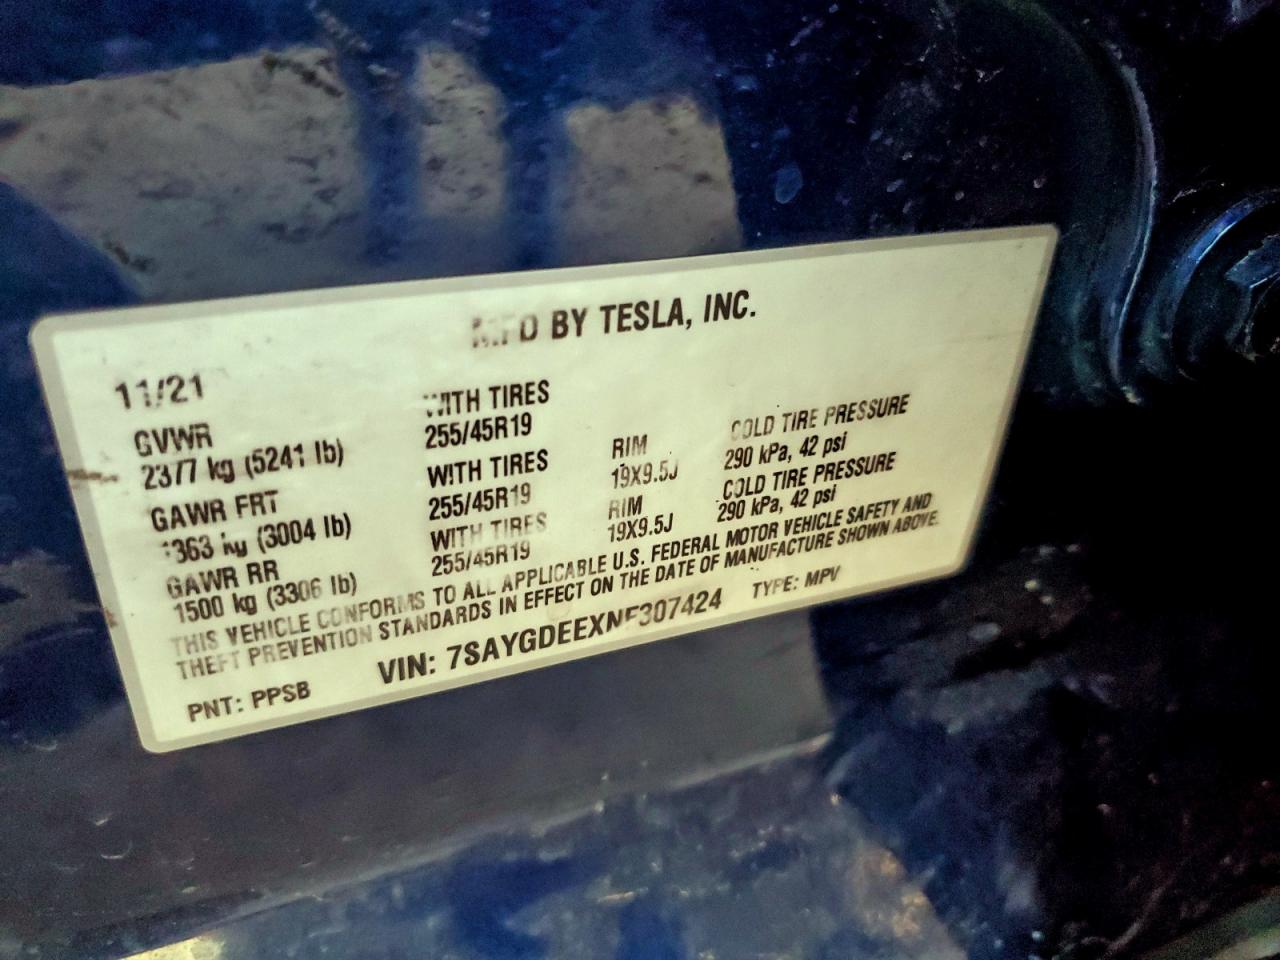 MFD BY TESLA, INC.
11/21
GVWR WITH TIRES
2377 kg (5241 lb) 255/45R19
GAWR FRT WITH TIRES RIM COLD TIRE PRESSURE
1363 kg (3004 lb) 255/45R19 19X9.5J 290 kPa, 42 psi
GAWR RR WITH TIRES RIM COLD TIRE PRESSURE
1500 kg (3306 lb) 255/45R19 19X9.5J 290 kPa, 42 psi
THIS VEHICLE CONFORMS TO ALL APPLICABLE U.S. FEDERAL MOTOR VEHICLE SAFETY AND
THEFT PREVENTION STANDARDS IN EFFECT ON THE DATE OF MANUFACTURE SHOWN ABOVE.
VIN: 7SAYGDEEXNF307424 TYPE: MPV
PNT: PPSB